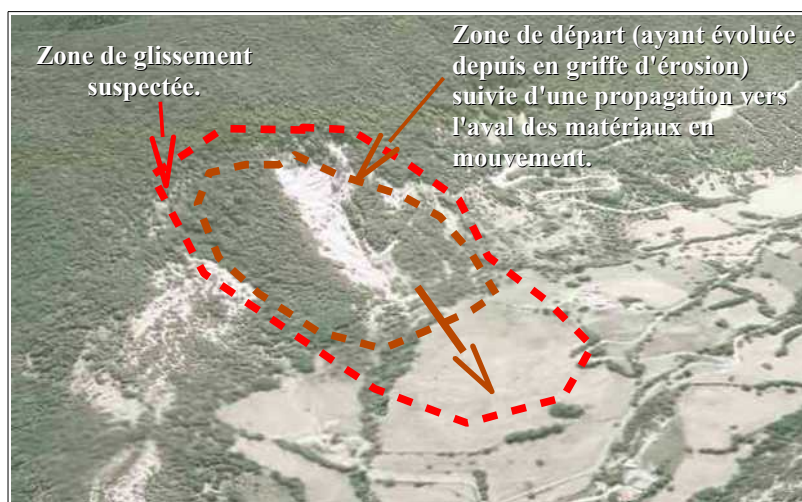 Zone de glissement
suspectée.
Zone de départ (ayant évoluée
depuis en griffe d'érosion)
suivie d'une propagation vers
l'aval des matériaux en
mouvement.